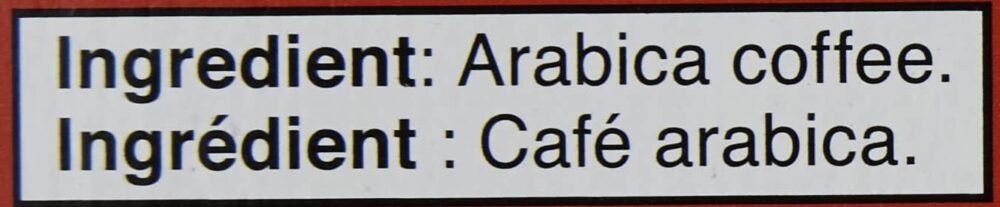 Ingredient: Arabica coffee.
Ingrédient : Café arabica.